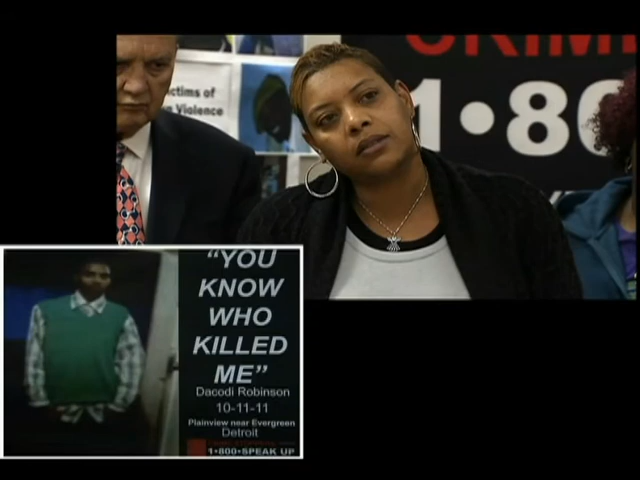 CRIM
1•80
ctims of
Violence
“YOU
KNOW
WHO
KILLED
ME”
Dacodi Robinson
10-11-11
Plainview near Evergreen
Detroit
1•800•SPEAK UP